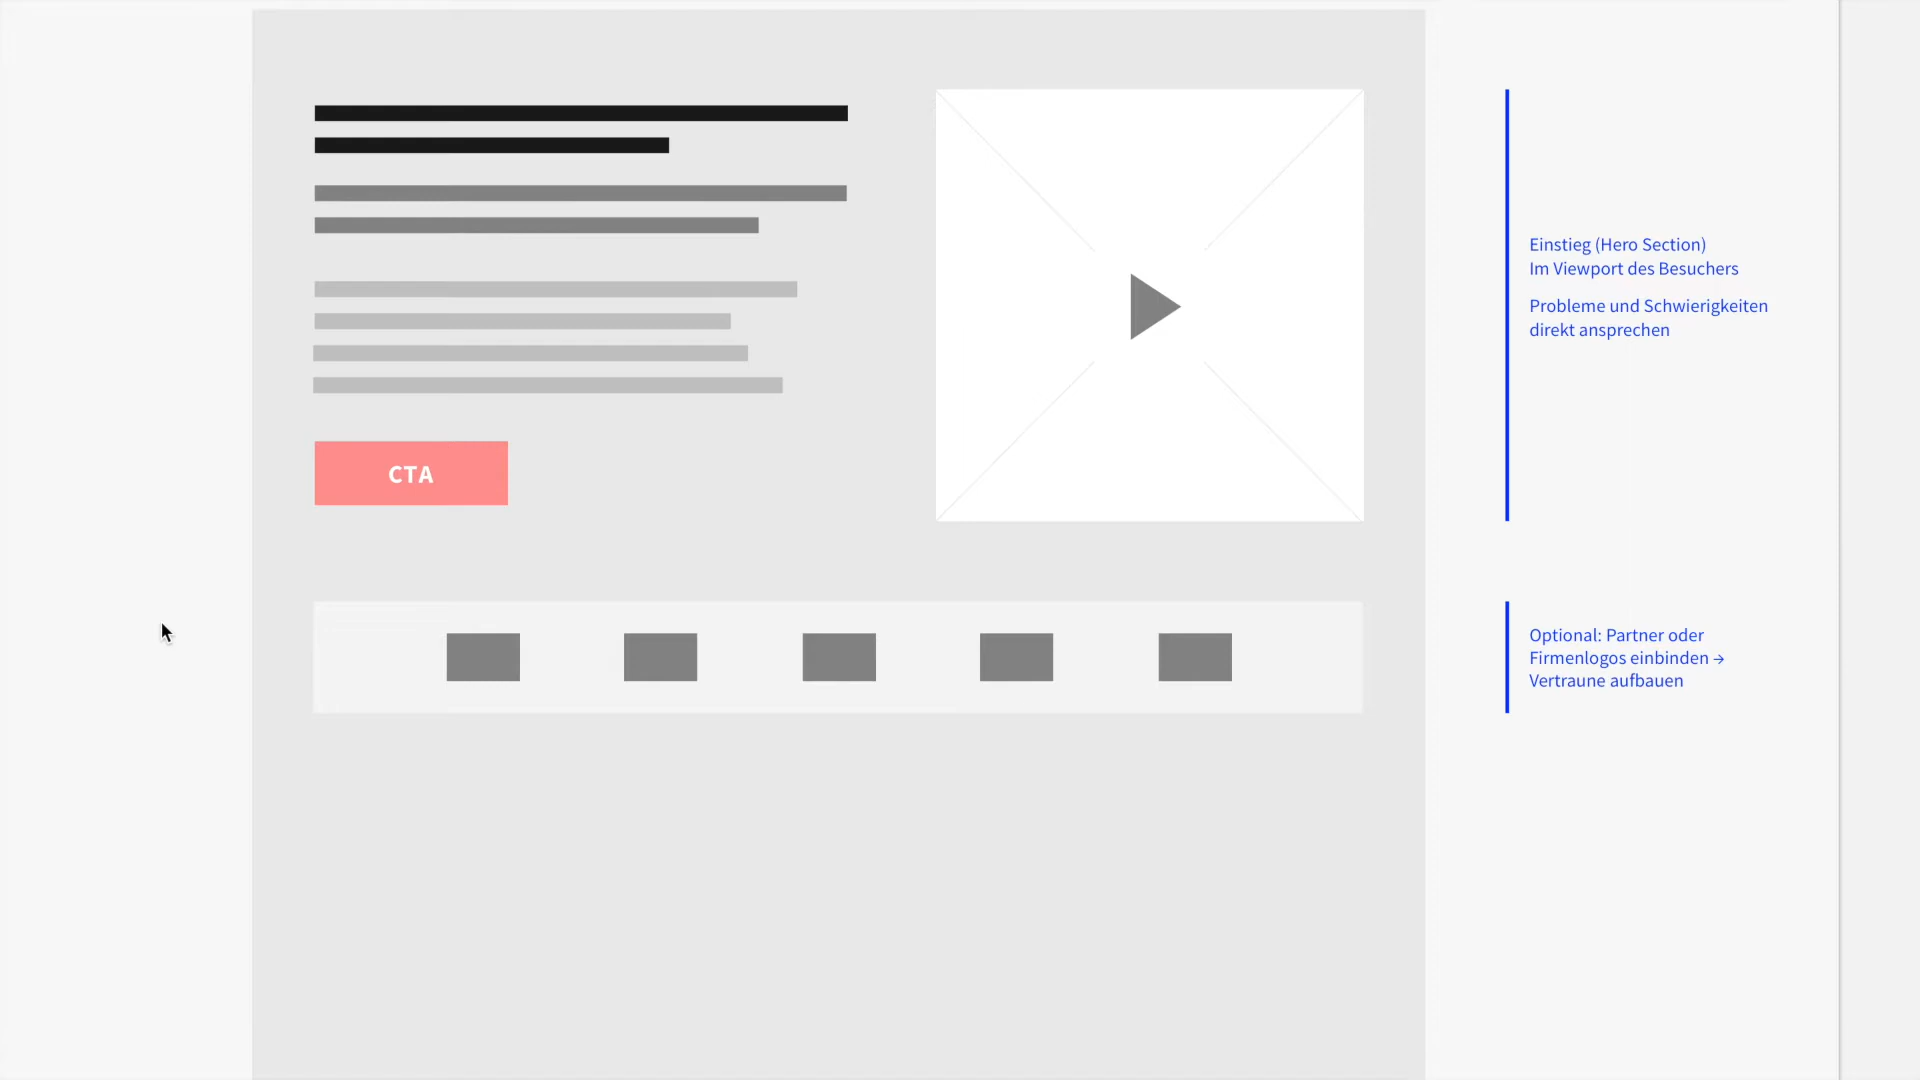 CTA
Einstieg (Hero Section)
Im Viewport des Besuchers
Probleme und Schwierigkeiten
direkt ansprechen
Optional: Partner oder
Firmenlogos einbinden →
Vertraune aufbauen